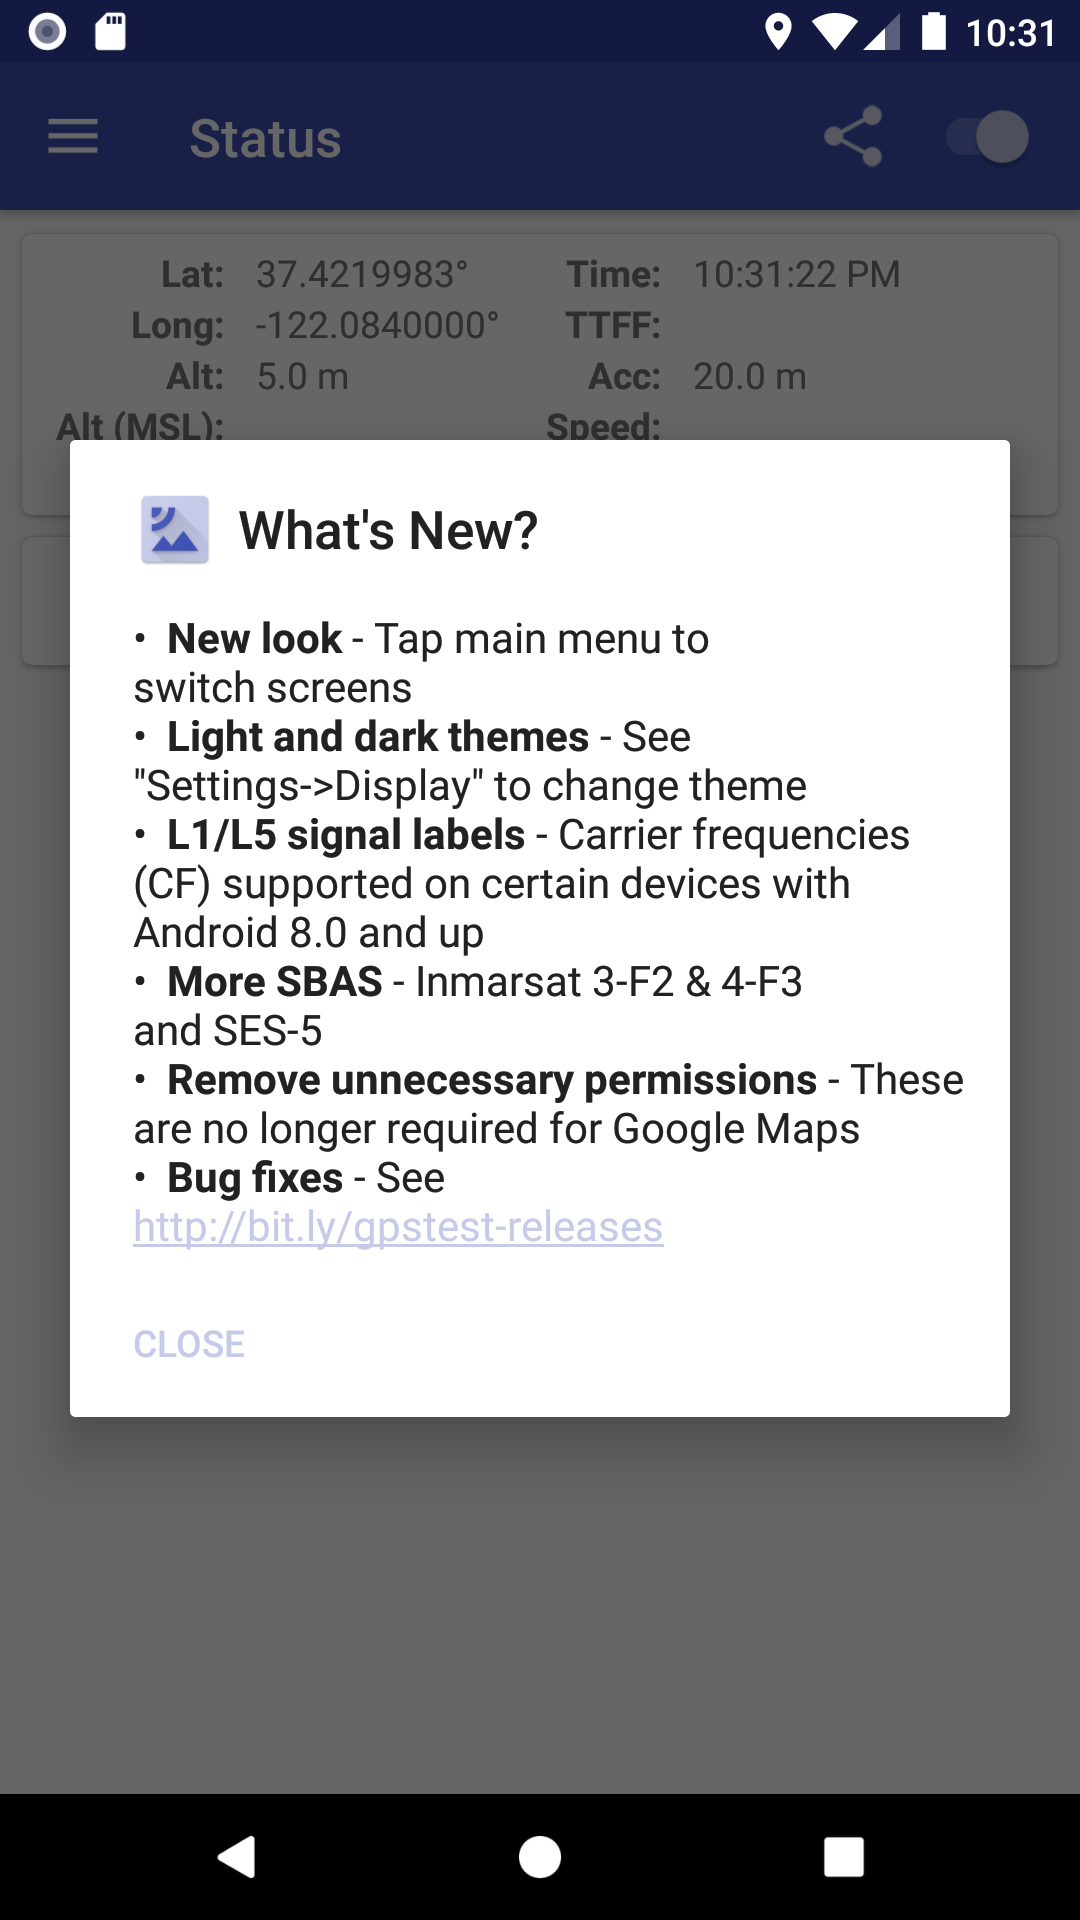 10:31
Status
Lat: 37.4219983° Time: 10:31:22 PM
Long: -122.0840000° TTFF:
Alt: 5.0 m Acc: 20.0 m
Alt (MSL): Speed:
What's New?
• New look - Tap main menu to
switch screens
• Light and dark themes - See
"Settings->Display" to change theme
• L1/L5 signal labels - Carrier frequencies
(CF) supported on certain devices with
Android 8.0 and up
• More SBAS - Inmarsat 3-F2 & 4-F3
and SES-5
• Remove unnecessary permissions - These
are no longer required for Google Maps
• Bug fixes - See
http://bit.ly/gpstest-releases
CLOSE